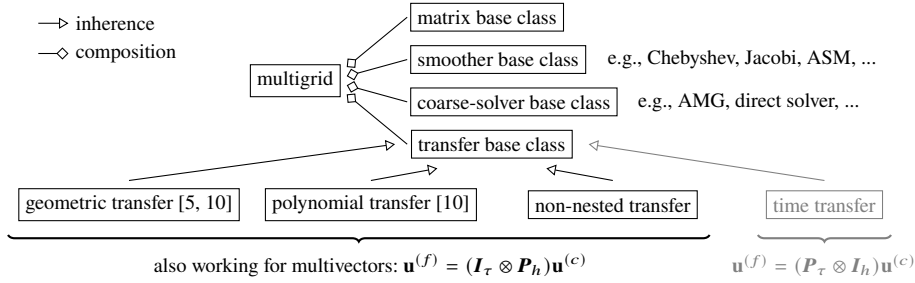 inherence
composition
matrix base class
smoother base class e.g., Chebyshev, Jacobi, ASM, ...
multigrid
coarse-solver base class e.g., AMG, direct solver, ...
transfer base class
geometric transfer [5, 10] polynomial transfer [10] non-nested transfer time transfer
also working for multivectors: u^(f) = (I_τ ⊗ P_h)u^(c) u^(f) = (P_τ ⊗ I_h)u^(c)